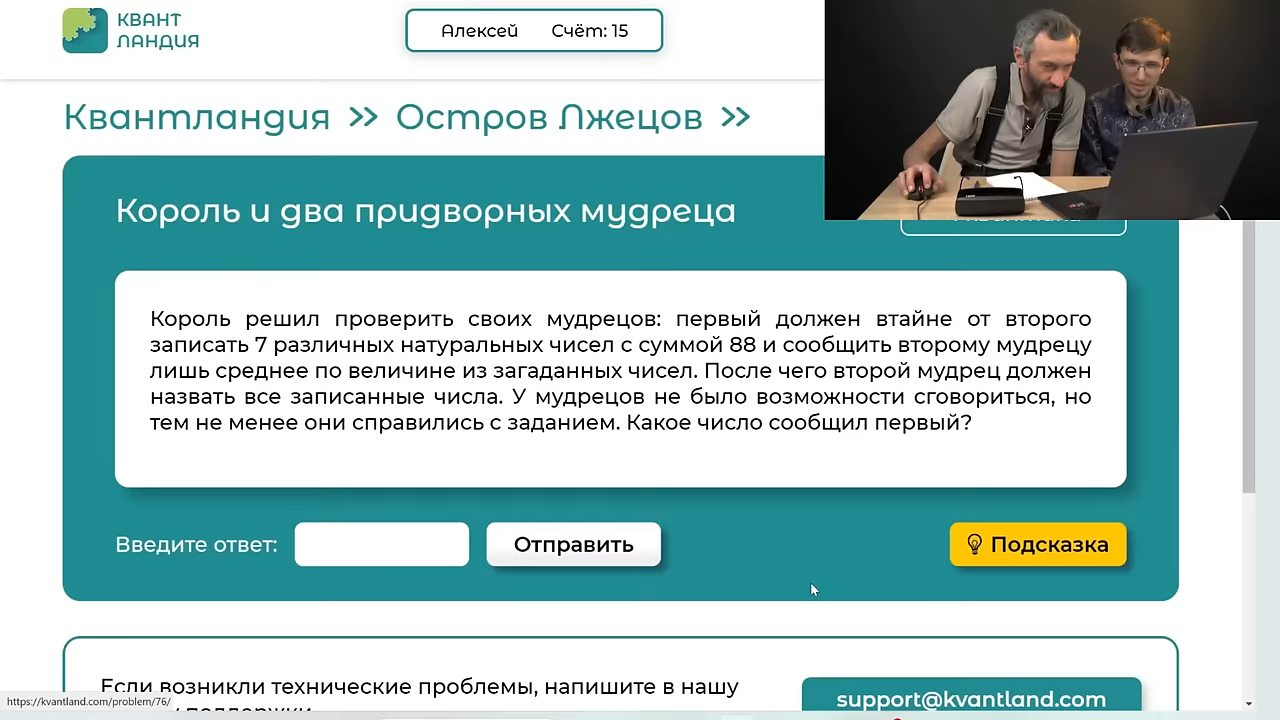 КВАНТ
ЛАНДИЯ
Алексей Счёт: 15
Квантландия >> Остров Лжецов >>
Король и два придворных мудреца
Король решил проверить своих мудрецов: первый должен втайне от второго
записать 7 различных натуральных чисел с суммой 88 и сообщить второму мудрецу
лишь среднее по величине из загаданных чисел. После чего второй мудрец должен
назвать все записанные числа. У мудрецов не было возможности сговориться, но
тем не менее они справились с заданием. Какое число сообщил первый?
Введите ответ: Отправить Подсказка
Если возникли технические проблемы, напишите в нашу
support@kvantland.com
https://kvantland.com/problem/76/